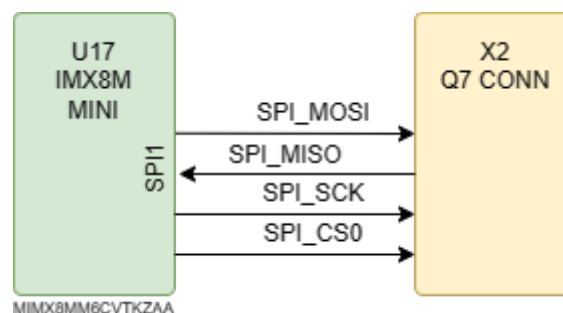 U17
IMX8M
MINI
SPI1
SPI_MOSI
SPI_MISO
SPI_SCK
SPI_CS0
X2
Q7 CONN
MIMX8MM6CVTKZAA